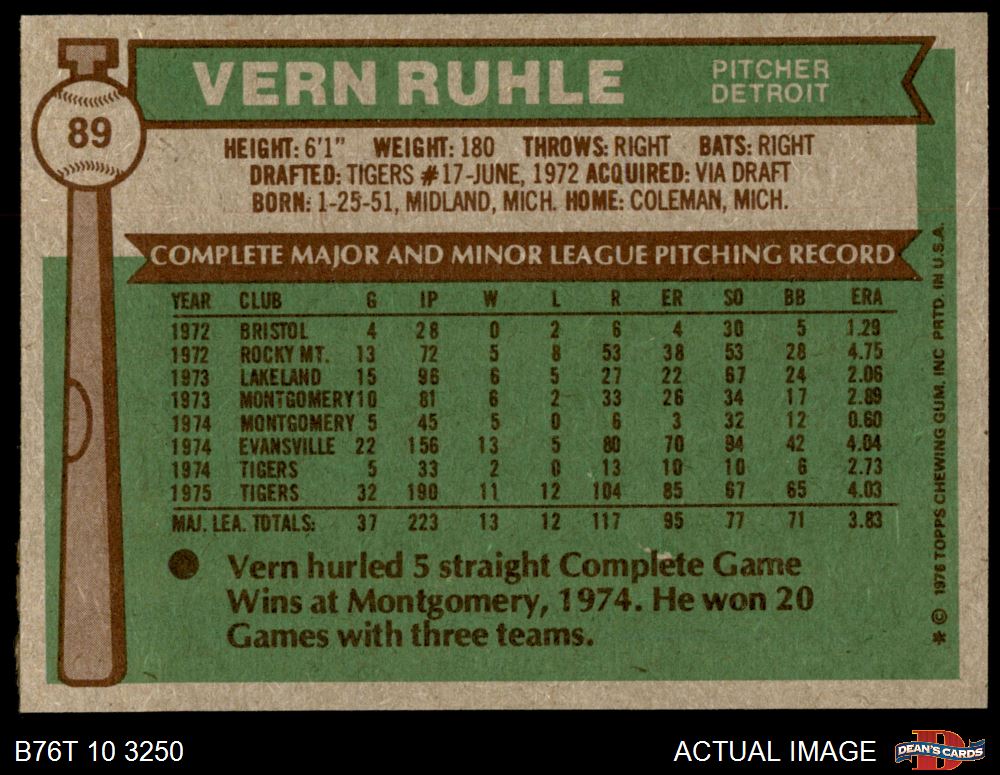 VERN RUHLE
PITCHER
DETROIT
89
HEIGHT: 6'1" WEIGHT: 180 THROWS: RIGHT BATS: RIGHT
DRAFTED: TIGERS #17-JUNE, 1972 ACQUIRED: VIA DRAFT
BORN: 1-25-51, MIDLAND, MICH. HOME: COLEMAN, MICH.
COMPLETE MAJOR AND MINOR LEAGUE PITCHING RECORD
YEAR CLUB G IP W L R ER SO BB ERA
1972 BRISTOL 4 28 0 2 6 4 30 5 1.29
1972 ROCKY MT. 13 72 5 8 53 38 53 28 4.75
1973 LAKELAND 15 96 6 5 27 22 67 24 2.06
1973 MONTGOMERY 10 81 6 2 33 26 34 17 2.89
1974 MONTGOMERY 5 45 5 0 6 3 32 12 0.60
1974 EVANSVILLE 22 156 13 5 80 70 94 42 4.04
1974 TIGERS 5 33 2 0 13 10 10 6 2.73
1975 TIGERS 32 190 11 12 104 85 67 65 4.03
MAJ. LEA. TOTALS: 37 223 13 12 117 95 77 71 3.83
Vern hurled 5 straight Complete Game
Wins at Montgomery, 1974. He won 20
Games with three teams.
* © 1976 TOPPS CHEWING GUM, INC PRTD. IN U.S.A.
B76T 10 3250
ACTUAL IMAGE
D
DEAN'S CARDS